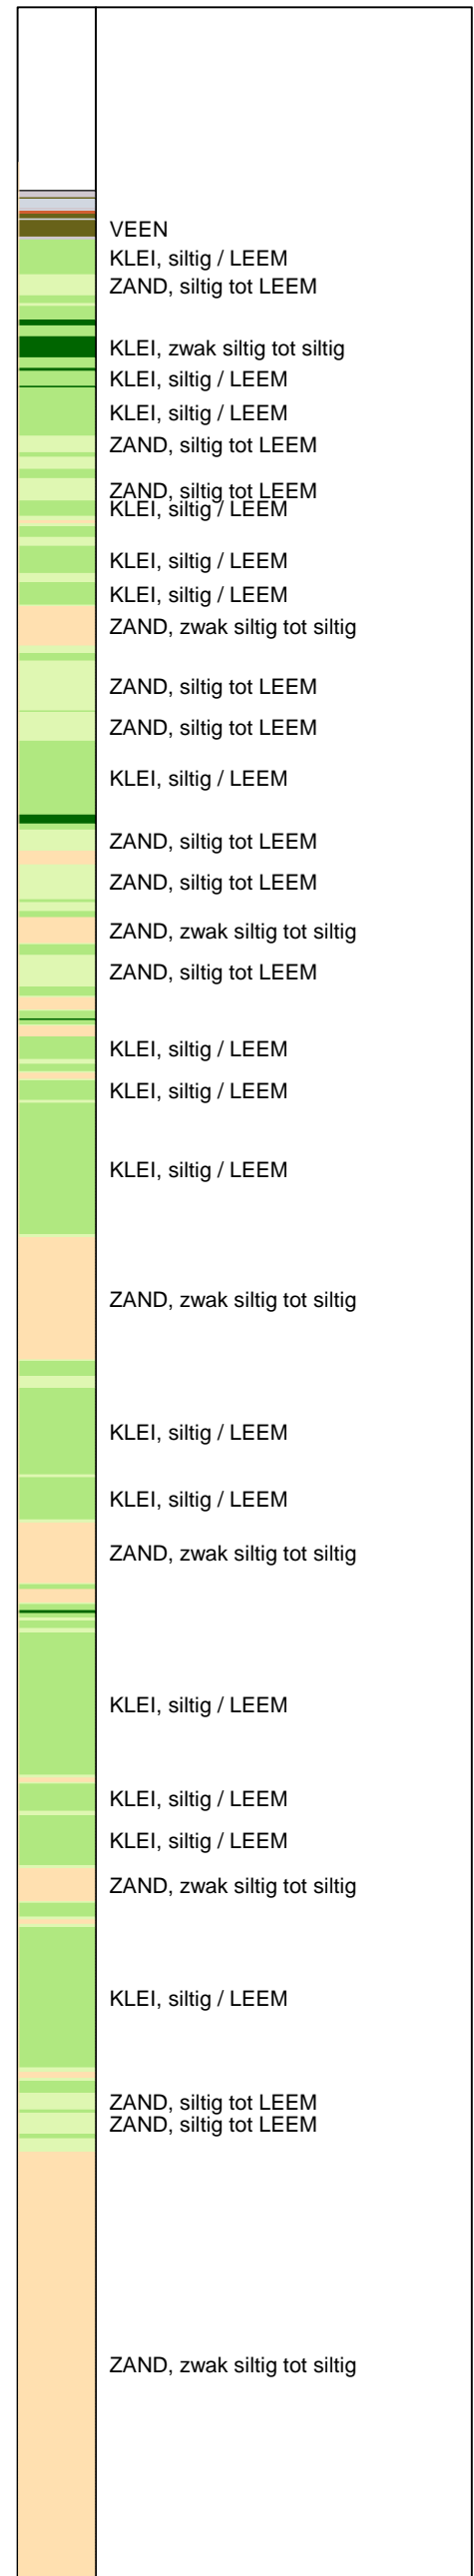 VEEN
KLEI, siltig / LEEM
ZAND, siltig tot LEEM
KLEI, zwak siltig tot siltig
KLEI, siltig / LEEM
KLEI, siltig / LEEM
ZAND, siltig tot LEEM
ZAND, siltig tot LEEM
KLEI, siltig / LEEM
KLEI, siltig / LEEM
KLEI, siltig / LEEM
ZAND, zwak siltig tot siltig
ZAND, siltig tot LEEM
ZAND, siltig tot LEEM
KLEI, siltig / LEEM
ZAND, siltig tot LEEM
ZAND, siltig tot LEEM
ZAND, zwak siltig tot siltig
ZAND, siltig tot LEEM
KLEI, siltig / LEEM
KLEI, siltig / LEEM
KLEI, siltig / LEEM
ZAND, zwak siltig tot siltig
KLEI, siltig / LEEM
KLEI, siltig / LEEM
ZAND, zwak siltig tot siltig
KLEI, siltig / LEEM
KLEI, siltig / LEEM
KLEI, siltig / LEEM
ZAND, zwak siltig tot siltig
KLEI, siltig / LEEM
ZAND, siltig tot LEEM
ZAND, siltig tot LEEM
ZAND, zwak siltig tot siltig